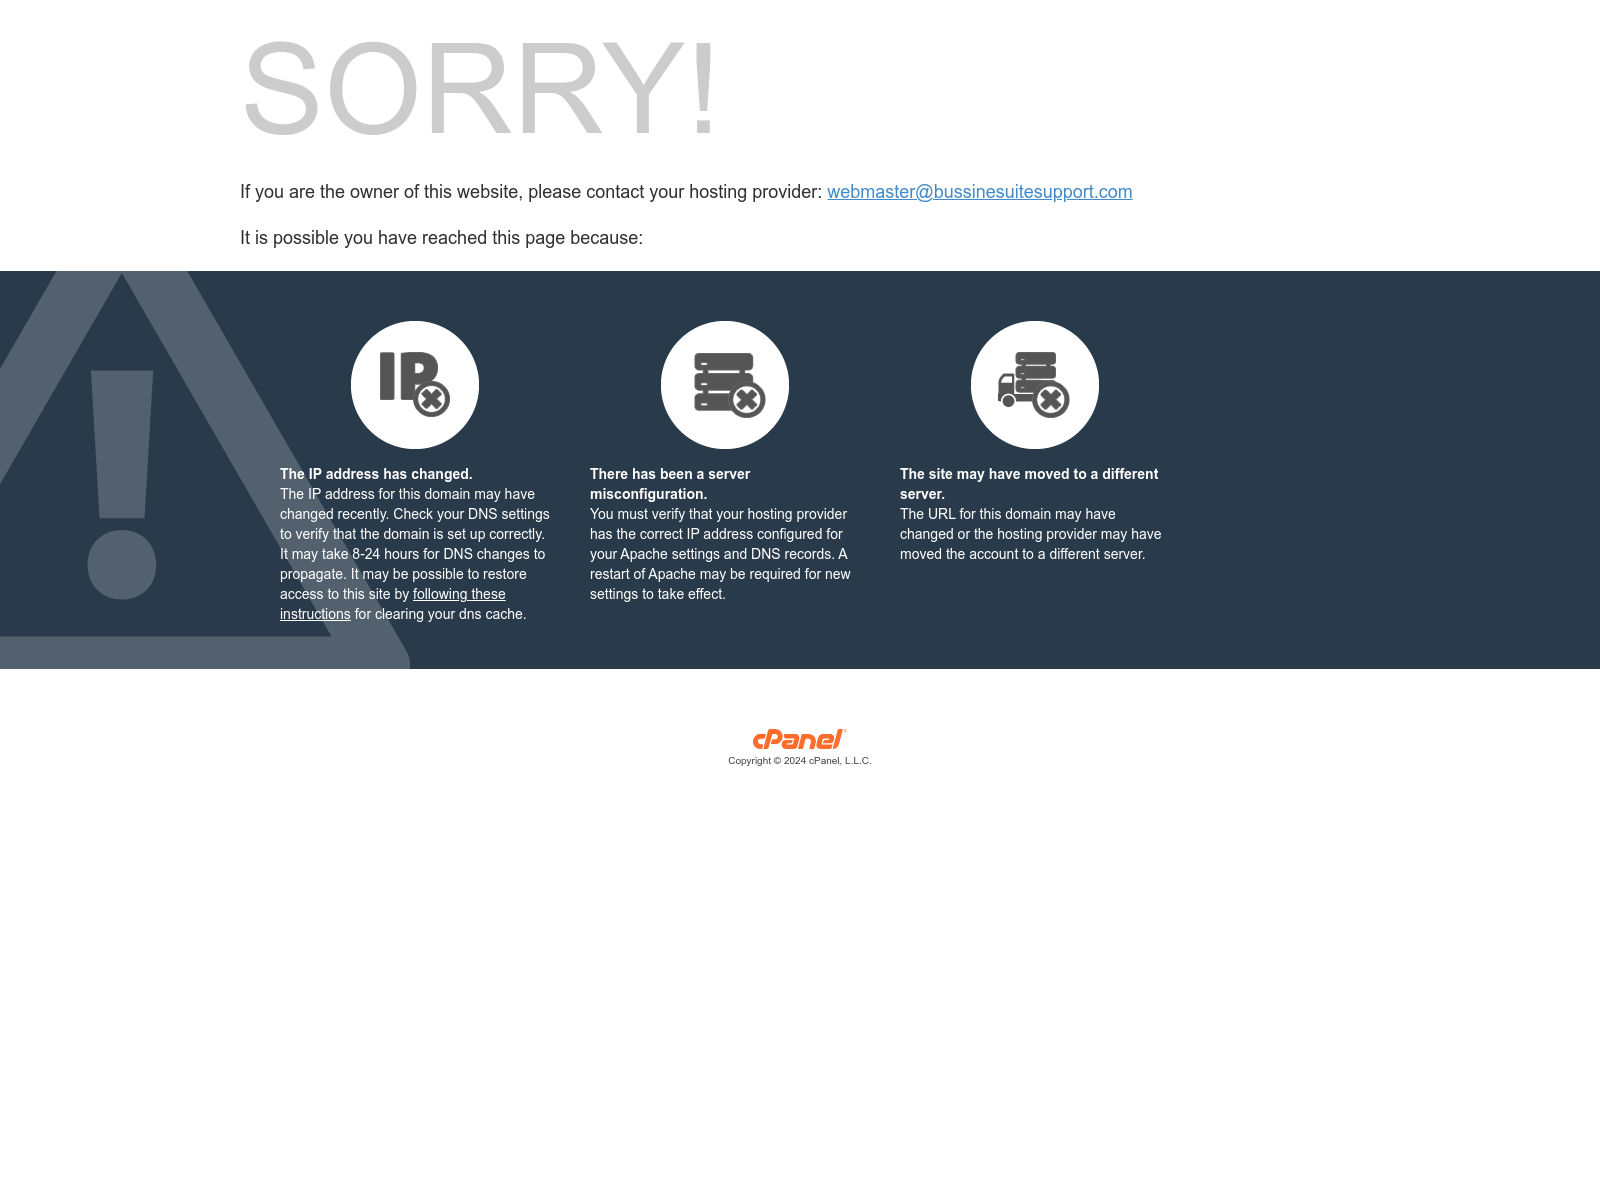 SORRY!
If you are the owner of this website, please contact your hosting provider: webmaster@bussinesuitesupport.com
It is possible you have reached this page because:
IP
The IP address has changed.
The IP address for this domain may have
changed recently. Check your DNS settings
to verify that the domain is set up correctly.
It may take 8-24 hours for DNS changes to
propagate. It may be possible to restore
access to this site by following these
instructions for clearing your dns cache.
There has been a server
misconfiguration.
You must verify that your hosting provider
has the correct IP address configured for
your Apache settings and DNS records. A
restart of Apache may be required for new
settings to take effect.
The site may have moved to a different
server.
The URL for this domain may have
changed or the hosting provider may have
moved the account to a different server.
cPanel
Copyright © 2024 cPanel, L.L.C.